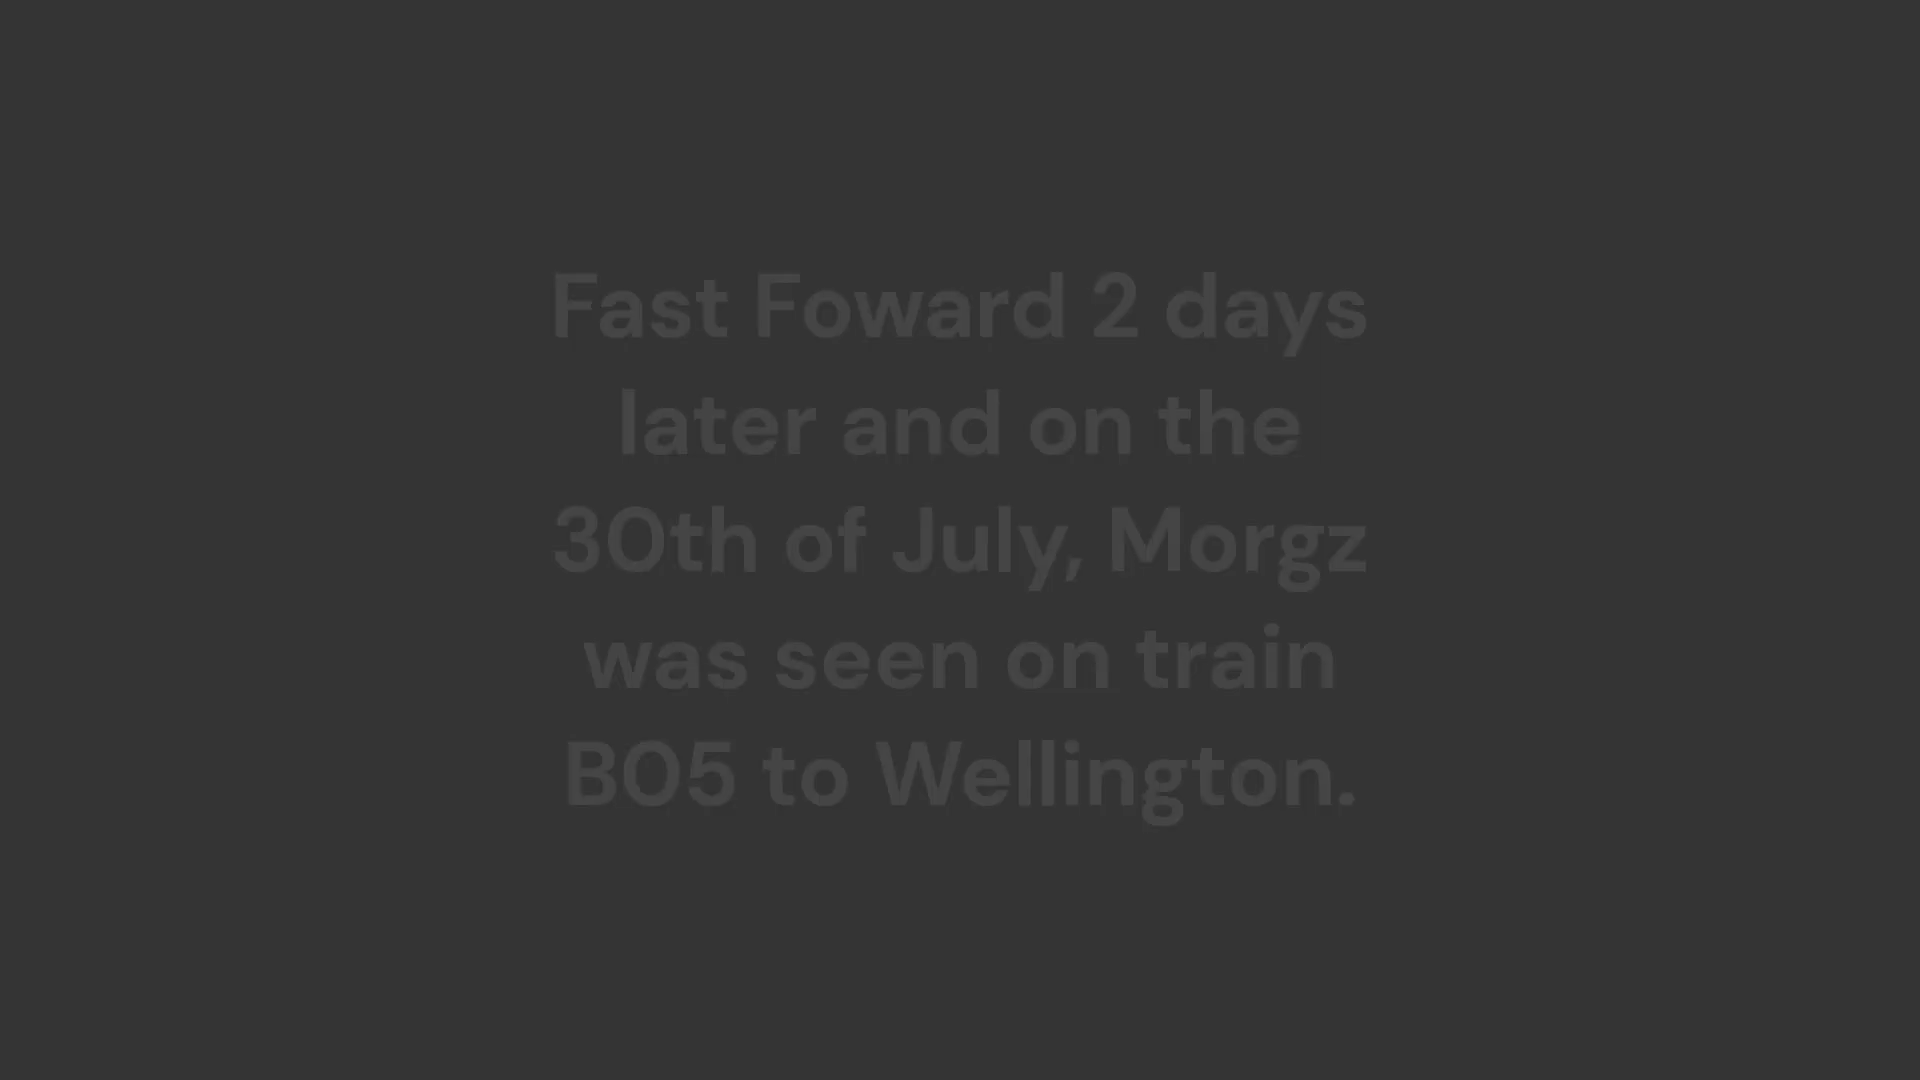 Fast Foward 2 days
later and on the
30th of July, Morgz
was seen on train
B05 to Wellington.